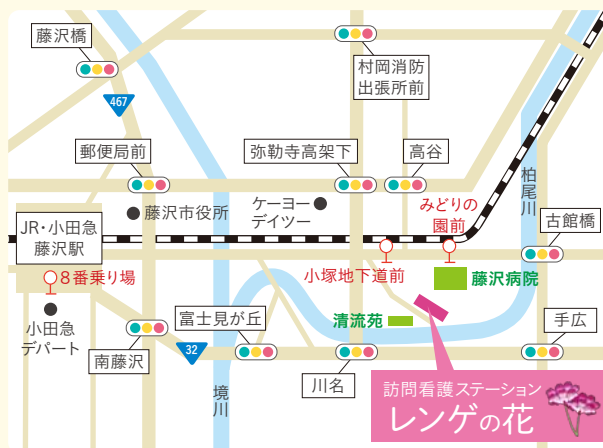 藤沢橋
467
村岡消防
出張所前
郵便局前
弥勒寺高架下
高谷
柏尾川
藤沢市役所
ケーヨー
デイツー
みどりの
園前
JR・小田急
藤沢駅
古館橋
8番乗り場
小塚地下道前
藤沢病院
小田急
デパート
清流苑
富士見が丘
手広
南藤沢
32
境川
川名
訪問看護ステーション
レンゲの花